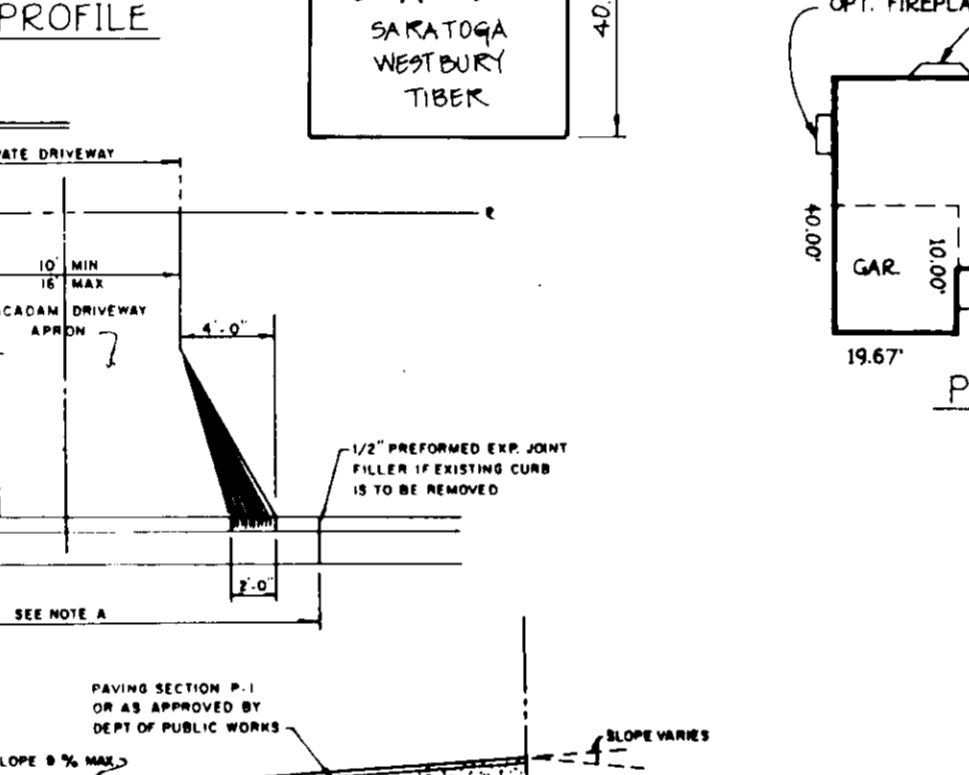 PROFILE
SARATOGA
WESTBURY
TIBER
40.
OPT. FIREPLA
ATE DRIVEWAY
10' MIN
16' MAX
CADAM DRIVEWAY
APRON
4'-0"
40.00'
GAR.
10.00'
19.67'
P
1/2" PREFORMED EXP. JOINT
FILLER IF EXISTING CURB
IS TO BE REMOVED
2'-0"
SEE NOTE A
PAVING SECTION P-1
OR AS APPROVED BY
DEPT OF PUBLIC WORKS
SLOPE VARIES
LOPE 8 % MAX.